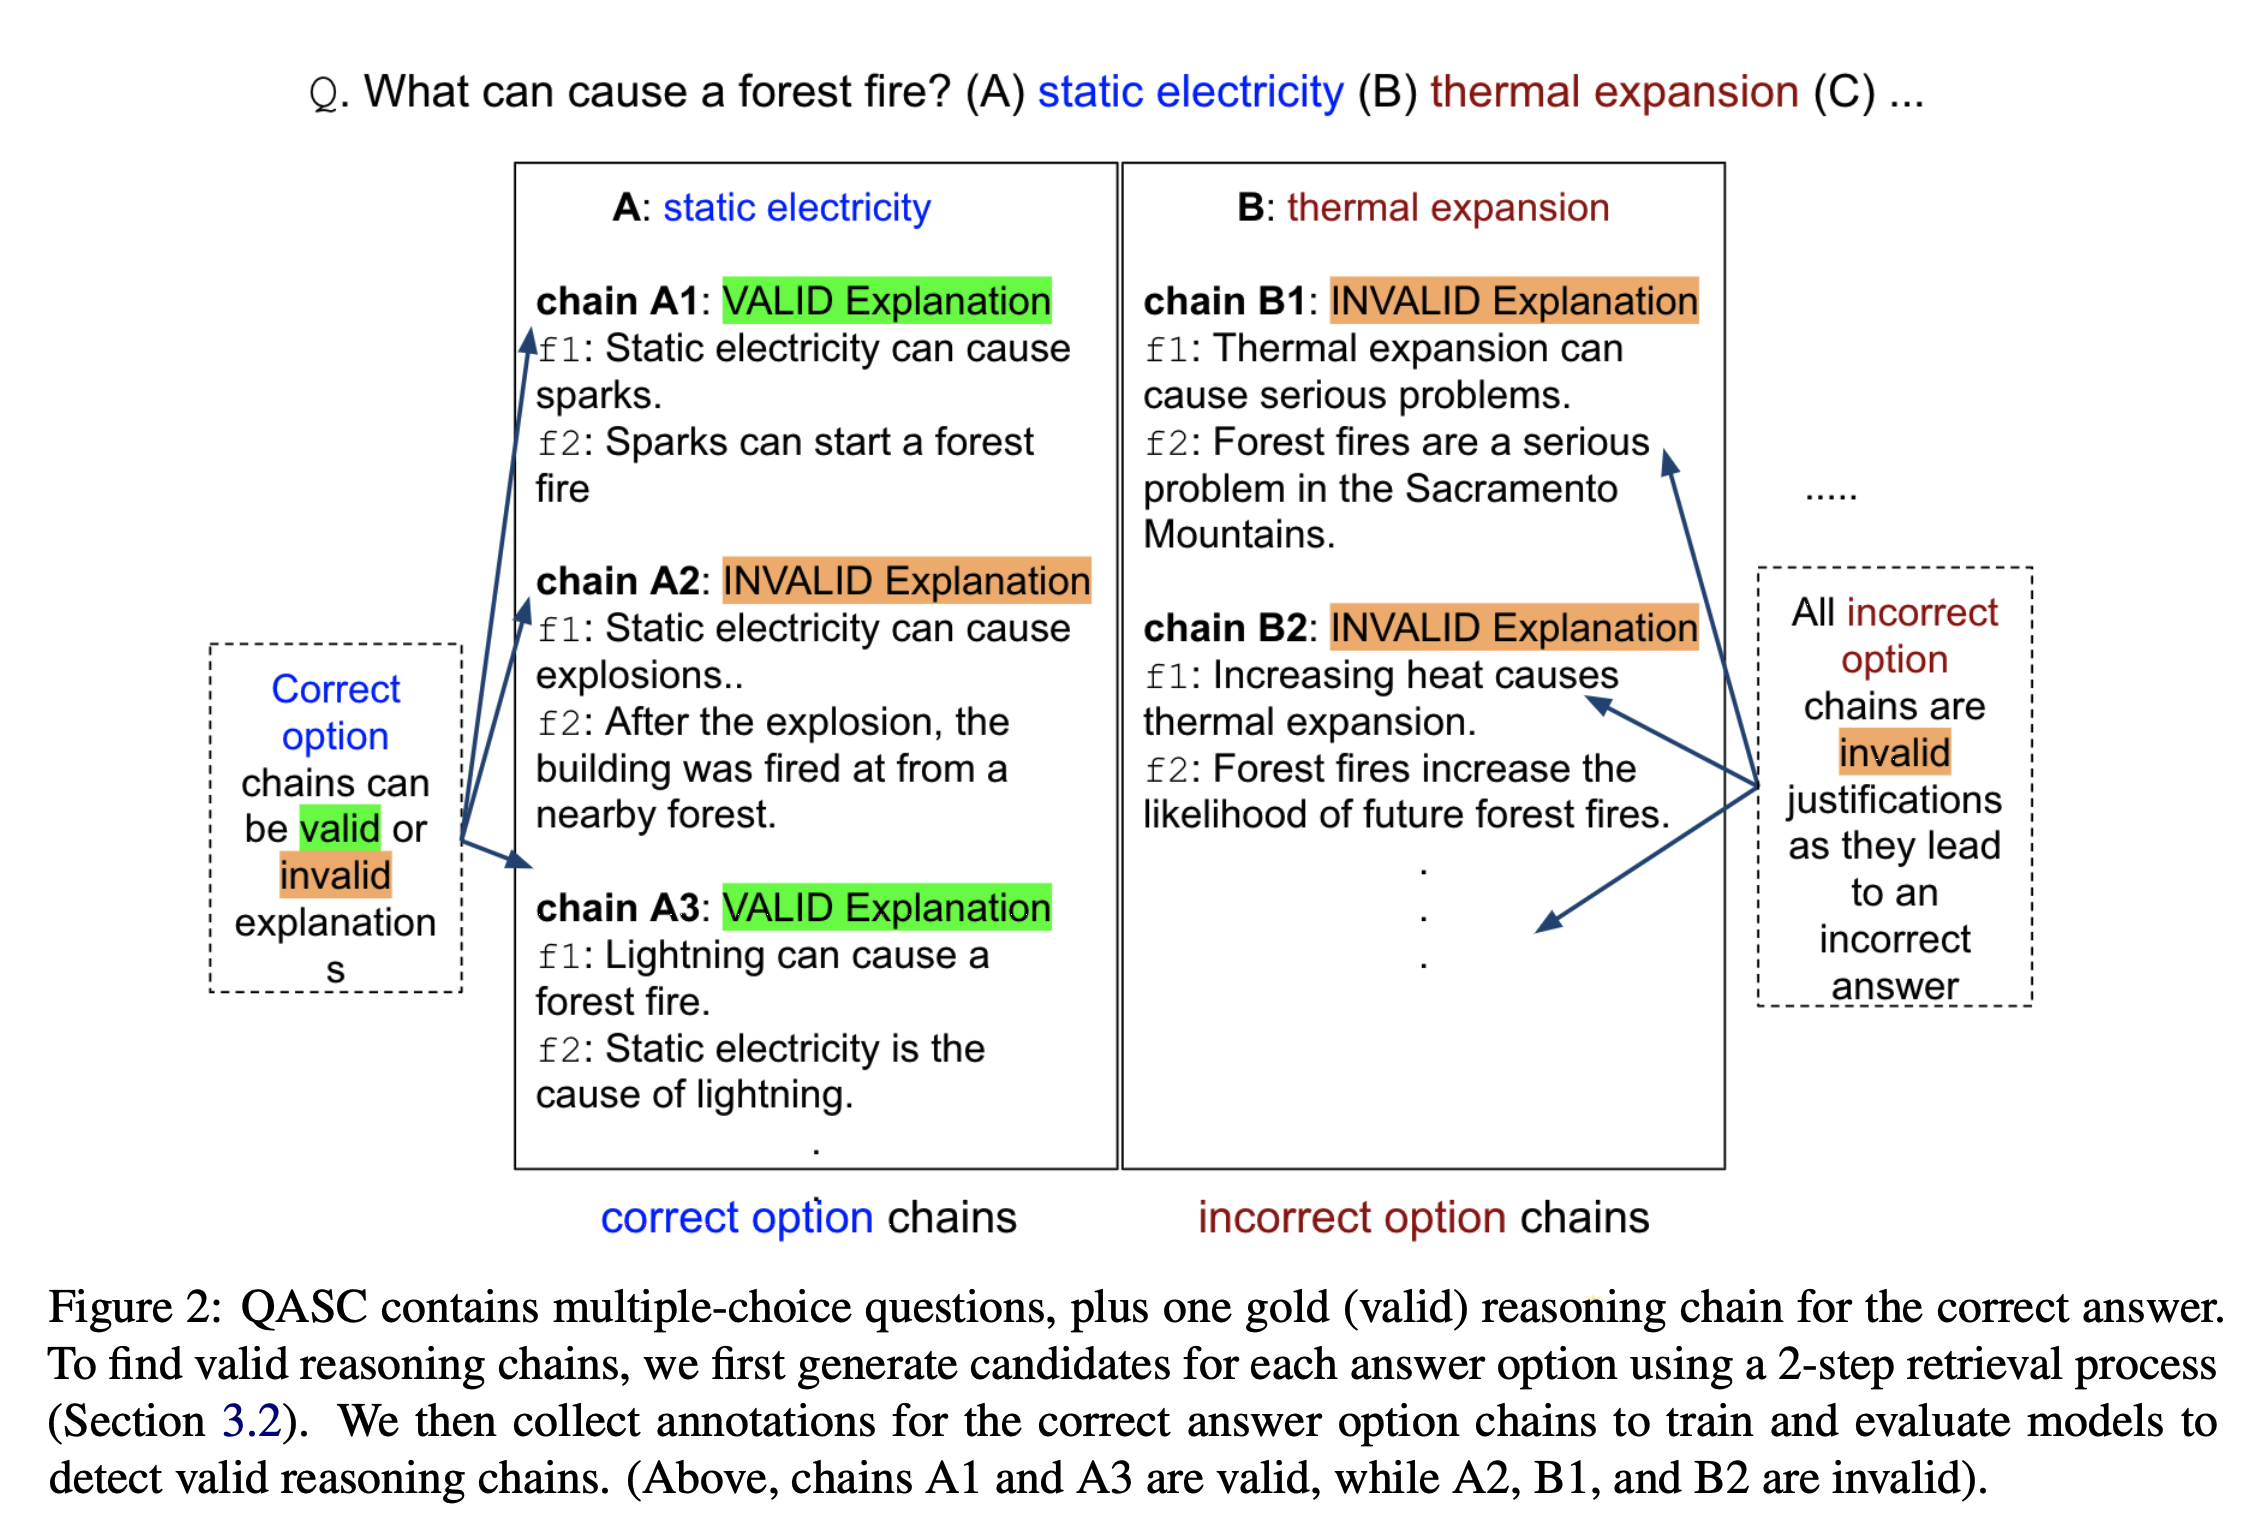 Q. What can cause a forest fire? (A) static electricity (B) thermal expansion (C) ...
A: static electricity
chain A1: VALID Explanation
f1: Static electricity can cause
sparks.
f2: Sparks can start a forest
fire
chain A2: INVALID Explanation
f1: Static electricity can cause
explosions..
f2: After the explosion, the
building was fired at from a
nearby forest.
chain A3: VALID Explanation
f1: Lightning can cause a
forest fire.
f2: Static electricity is the
cause of lightning.
.
.
correct option chains
B: thermal expansion
chain B1: INVALID Explanation
f1: Thermal expansion can
cause serious problems.
f2: Forest fires are a serious
problem in the Sacramento
Mountains.
chain B2: INVALID Explanation
f1: Increasing heat causes
thermal expansion.
f2: Forest fires increase the
likelihood of future forest fires.
.
.
.
incorrect option chains
Correct
option
chains can
be valid or
invalid
explanation
s
.....
All incorrect
option
chains are
invalid
justifications
as they lead
to an
incorrect
answer
Figure 2: QASC contains multiple-choice questions, plus one gold (valid) reasoning chain for the correct answer.
To find valid reasoning chains, we first generate candidates for each answer option using a 2-step retrieval process
(Section 3.2). We then collect annotations for the correct answer option chains to train and evaluate models to
detect valid reasoning chains. (Above, chains A1 and A3 are valid, while A2, B1, and B2 are invalid).